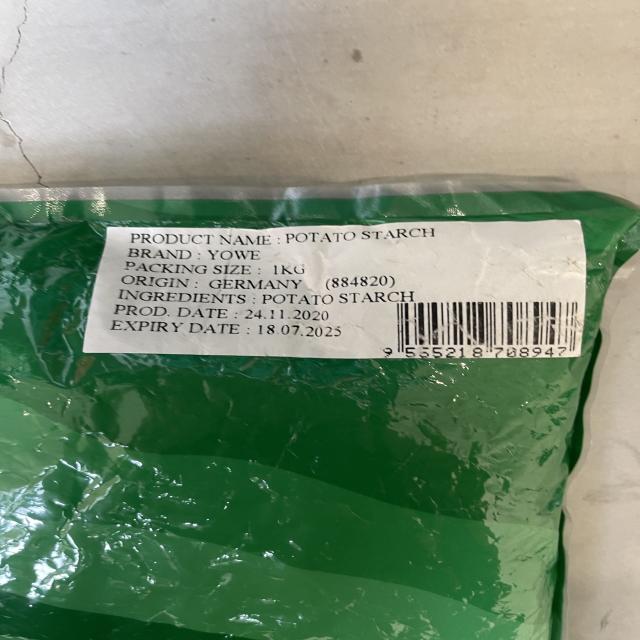 PRODUCT NAME : POTATO STARCH
BRAND : YOWE
PACKING SIZE : 1KG
ORIGIN : GERMANY (884820)
INGREDIENTS : POTATO STARCH
PROD. DATE : 24.11.2020
EXPIRY DATE : 18.07.2025
9 555218 708947